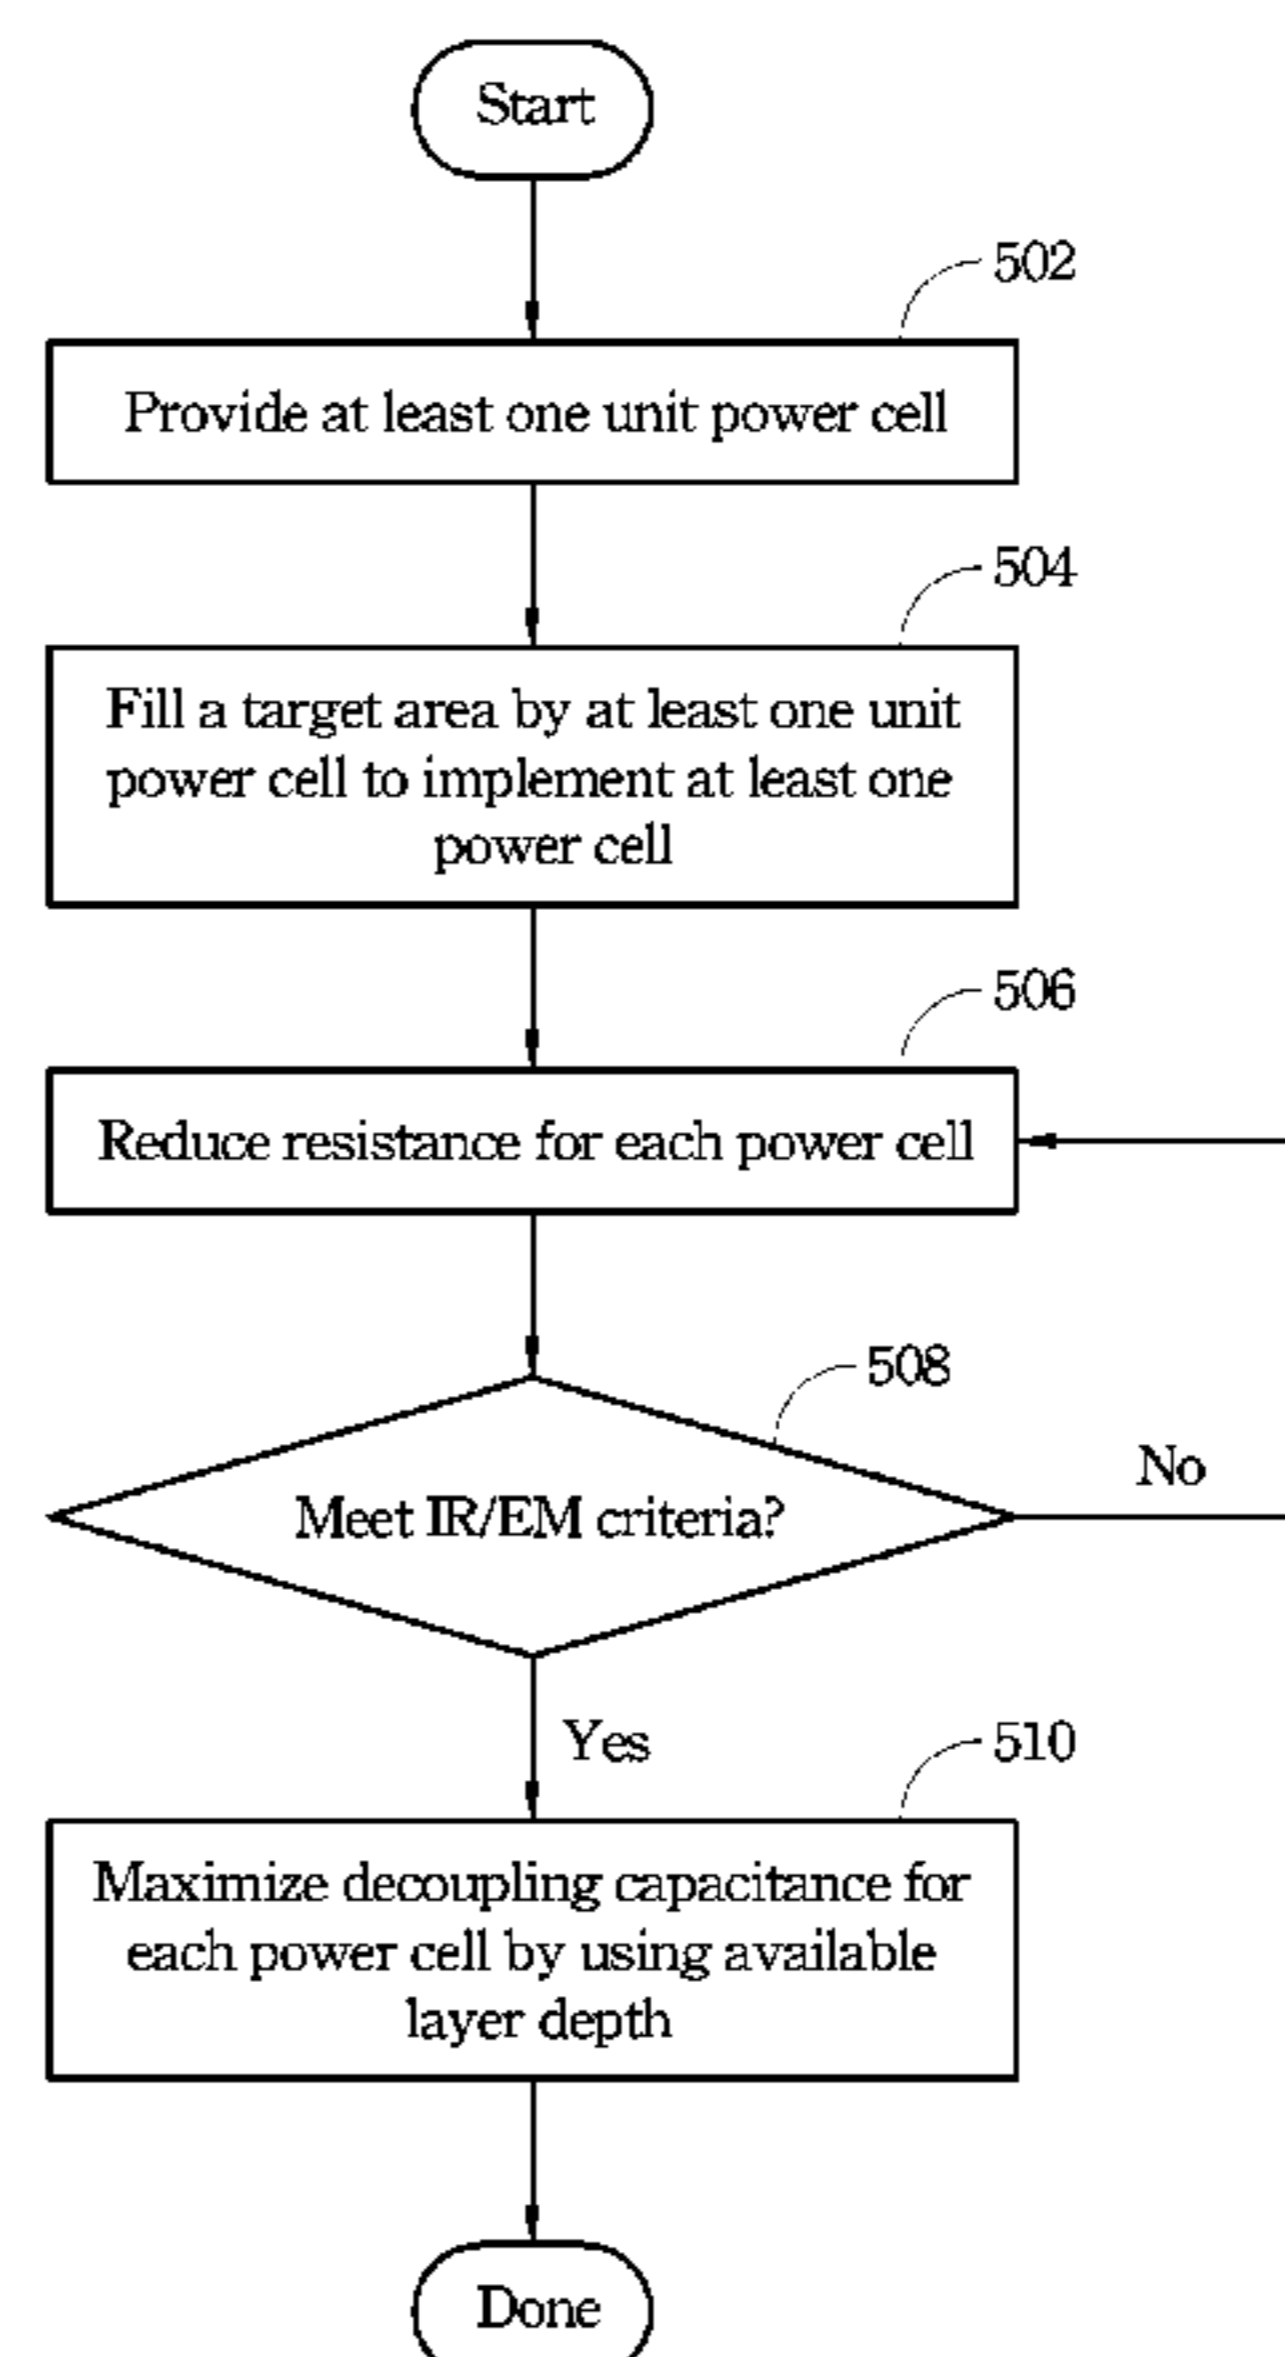 Start
502
Provide at least one unit power cell
504
Fill a target area by at least one unit
power cell to implement at least one
power cell
506
Reduce resistance for each power cell
508
Meet IR/EM criteria?
No
Yes
510
Maximize decoupling capacitance for
each power cell by using available
layer depth
Done